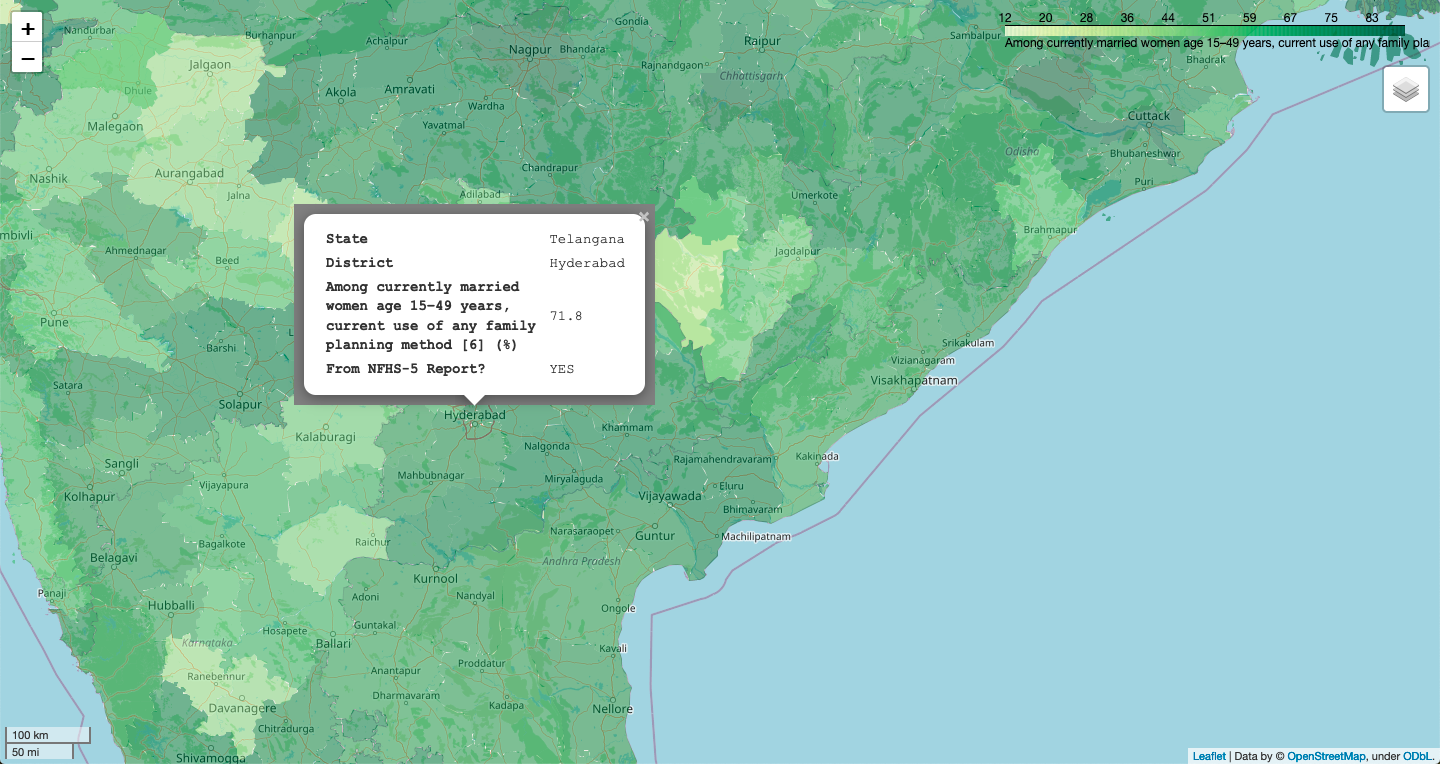 +
−
12 20 28 36 44 51 59 67 75 83
Among currently married women age 15–49 years, current use of any family pla
Nandurbar
Burhanpur
Achalpur
Gondia
Nagpur
Bhandara
Raipur
Sambalpur
Jalgaon
Rajnandgaon
Chhattisgarh
Bhadrak
Dhule
Akola
Amravati
Wardha
Malegaon
Yavatmal
Cuttack
Odisha
Bhubaneshwar
Nashik
Aurangabad
Chandrapur
Jalna
Adilabad
Umerkote
Puri
mbivli
Ahmednagar
Beed
Jagdalpur
Brahmapur
×
State Telangana
District Hyderabad
Among currently married
women age 15–49 years,
current use of any family
planning method [6] (%)
71.8
From NFHS-5 Report? YES
Pune
Barshi
L
Srikakulam
Vizianagaram
Visakhapatnam
Satara
Solapur
Hyderabad
Kalaburagi
Khammam
Nalgonda
Sangli
Rajamahendravaram
Kakinada
Mahbubnagar
Miryalaguda
Vijayapura
Kolhapur
Vijayawada
Eluru
Bhimavaram
Narasaraopet
Guntur
Machilipatnam
Bagalkote
Raichur
Belagavi
Andhra Pradesh
Kurnool
Panaji
Adoni
Nandyal
Hubballi
Ongole
Guntakal
Hosapete
Karnataka
Ballari
Kavali
Ranebennur
Anantapur
Proddatur
Dharmavaram
Kadapa
Davanagere
Nellore
Chitradurga
Shivamogga
100 km
50 mi
Leaflet | Data by © OpenStreetMap, under ODbL.